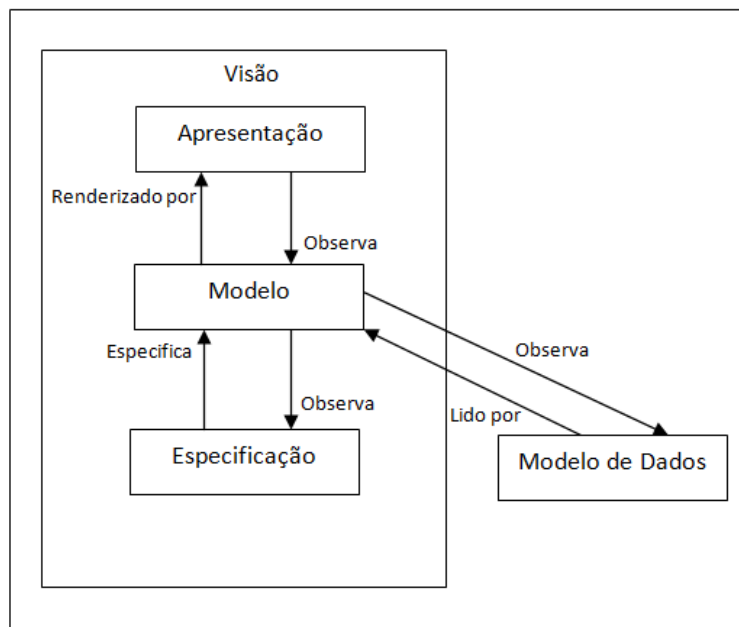 Visão
Apresentação
Renderizado por
Observa
Modelo
Especifica
Observa
Observa
Lido por
Especificação
Modelo de Dados